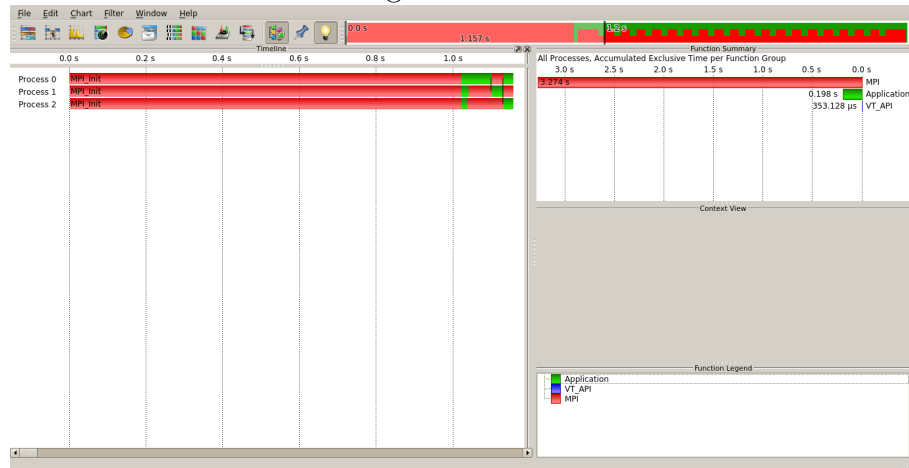 File Edit Chart Filter Window Help
0.0 s 1.157 s 1.2 s
Timeline
0.0 s 0.2 s 0.4 s 0.6 s 0.8 s 1.0 s
Process 0 MPI_Init
Process 1 MPI_Init
Process 2 MPI_Init
Function Summary
All Processes, Accumulated Exclusive Time per Function Group
3.0 s 2.5 s 2.0 s 1.5 s 1.0 s 0.5 s 0.0 s
3.274 s MPI
0.198 s Application
353.128 µs VT_API
Context View
Function Legend
Application
VT_API
MPI